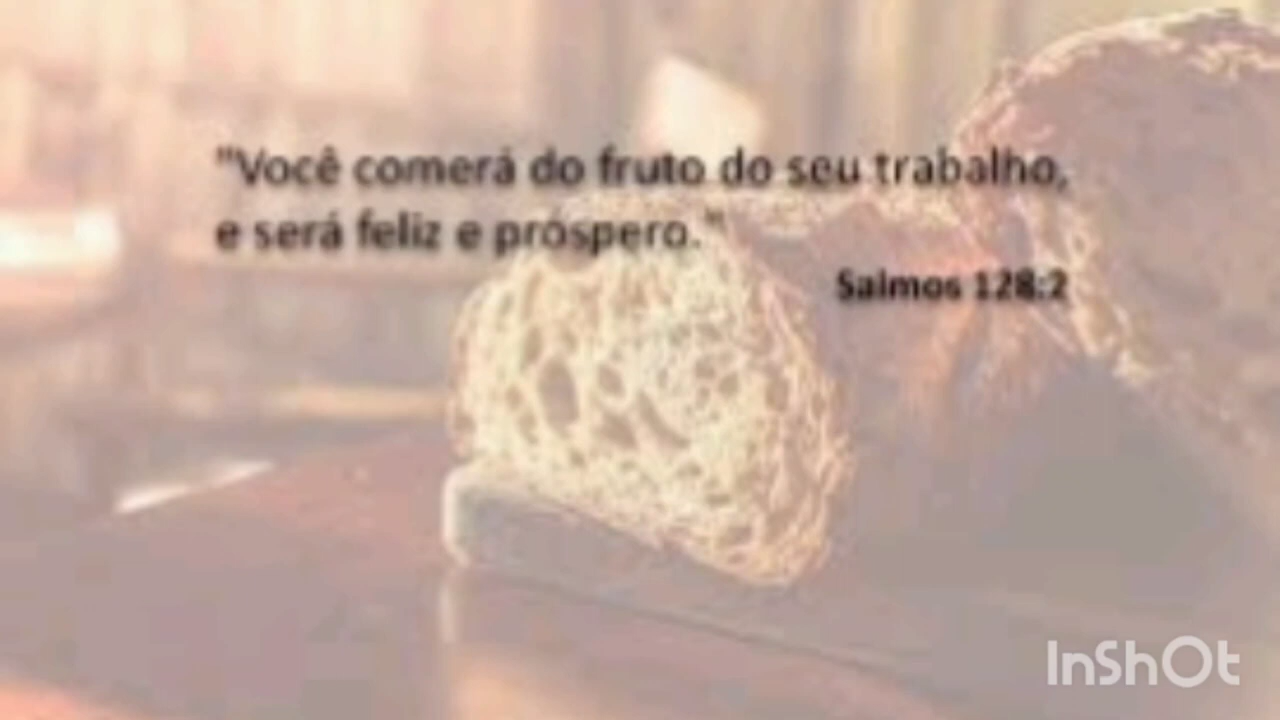 "Você comerá do fruto do seu trabalho,
e será feliz e próspero."
Salmos 128:2
InShOt